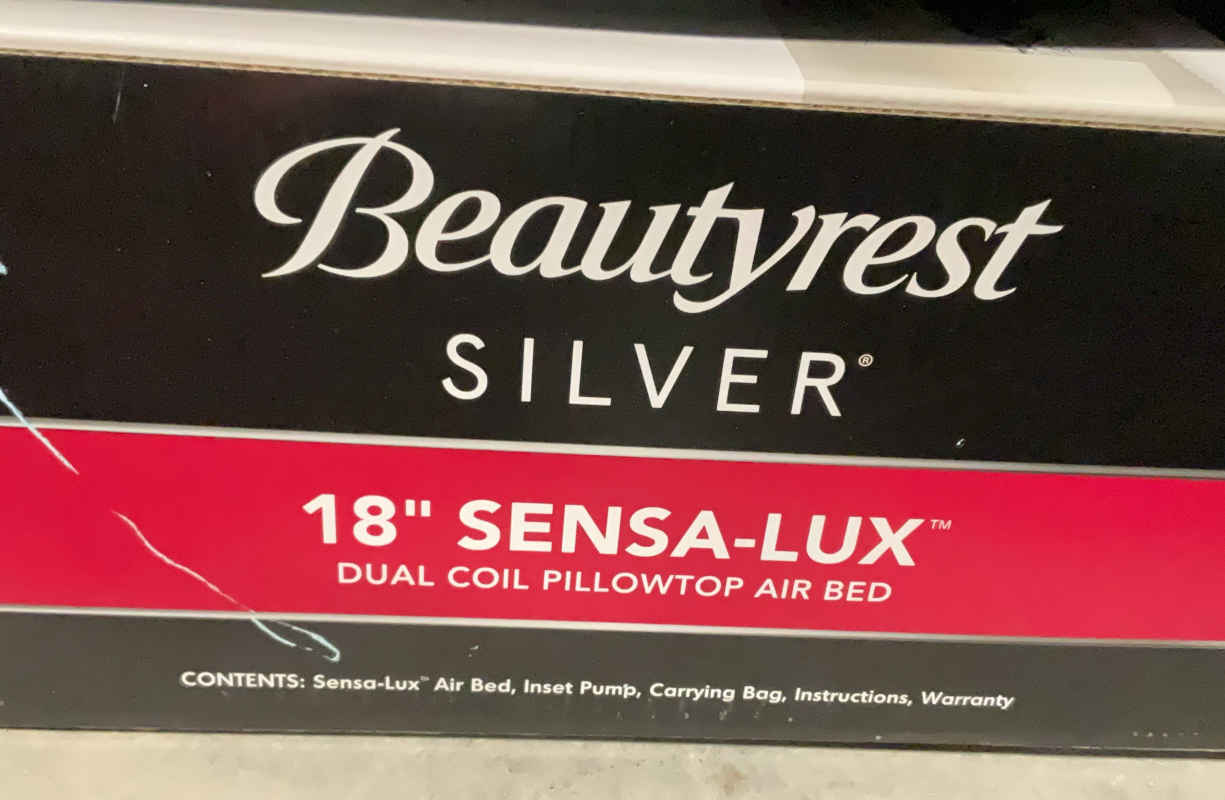 Beautyrest
SILVER®
18" SENSA-LUX™
DUAL COIL PILLOWTOP AIR BED
CONTENTS: Sensa-Lux™ Air Bed, Inset Pump, Carrying Bag, Instructions, Warranty